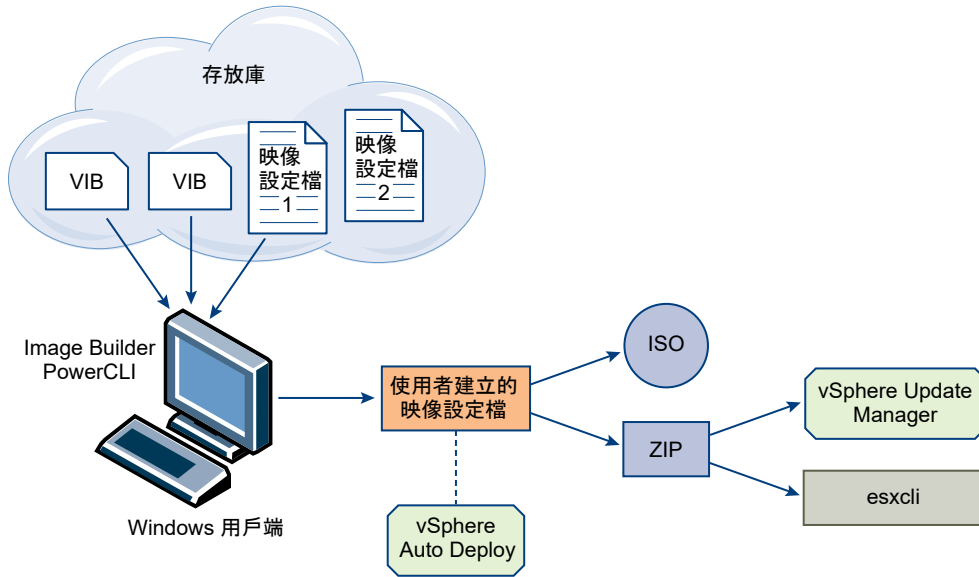 存放庫
VIB
VIB
映像
設定檔
1
映像
設定檔
2
Image Builder
PowerCLI
Windows 用戶端
使用者建立的
映像設定檔
vSphere
Auto Deploy
ISO
ZIP
vSphere Update
Manager
esxcli